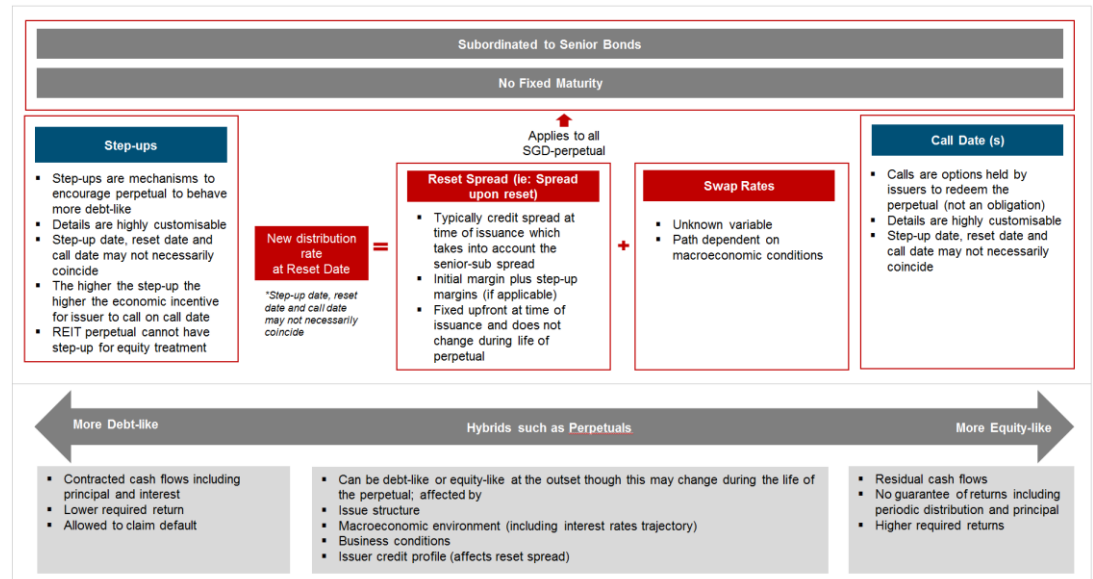 Subordinated to Senior Bonds
No Fixed Maturity
Applies to all
SGD-perpetual
Step-ups
▪ Step-ups are mechanisms to
encourage perpetual to behave
more debt-like
▪ Details are highly customisable
▪ Step-up date, reset date and
call date may not necessarily
coincide
▪ The higher the step-up the
higher the economic incentive
for issuer to call on call date
▪ REIT perpetual cannot have
step-up for equity treatment
New distribution
rate
at Reset Date
*Step-up date, reset
date and call date
may not necessarily
coincide
=
Reset Spread (ie: Spread
upon reset)
▪ Typically credit spread at
time of issuance which
takes into account the
senior-sub spread
▪ Initial margin plus step-up
margins (if applicable)
▪ Fixed upfront at time of
issuance and does not
change during life of
perpetual
+
Swap Rates
▪ Unknown variable
▪ Path dependent on
macroeconomic conditions
Call Date (s)
▪ Calls are options held by
issuers to redeem the
perpetual (not an obligation)
▪ Details are highly customisable
▪ Step-up date, reset date and
call date may not necessarily
coincide
More Debt-like
Hybrids such as Perpetuals
More Equity-like
▪ Contracted cash flows including
principal and interest
▪ Lower required return
▪ Allowed to claim default
▪ Can be debt-like or equity-like at the outset though this may change during the life of
the perpetual; affected by
▪ Issue structure
▪ Macroeconomic environment (including interest rates trajectory)
▪ Business conditions
▪ Issuer credit profile (affects reset spread)
▪ Residual cash flows
▪ No guarantee of returns including
periodic distribution and principal
▪ Higher required returns